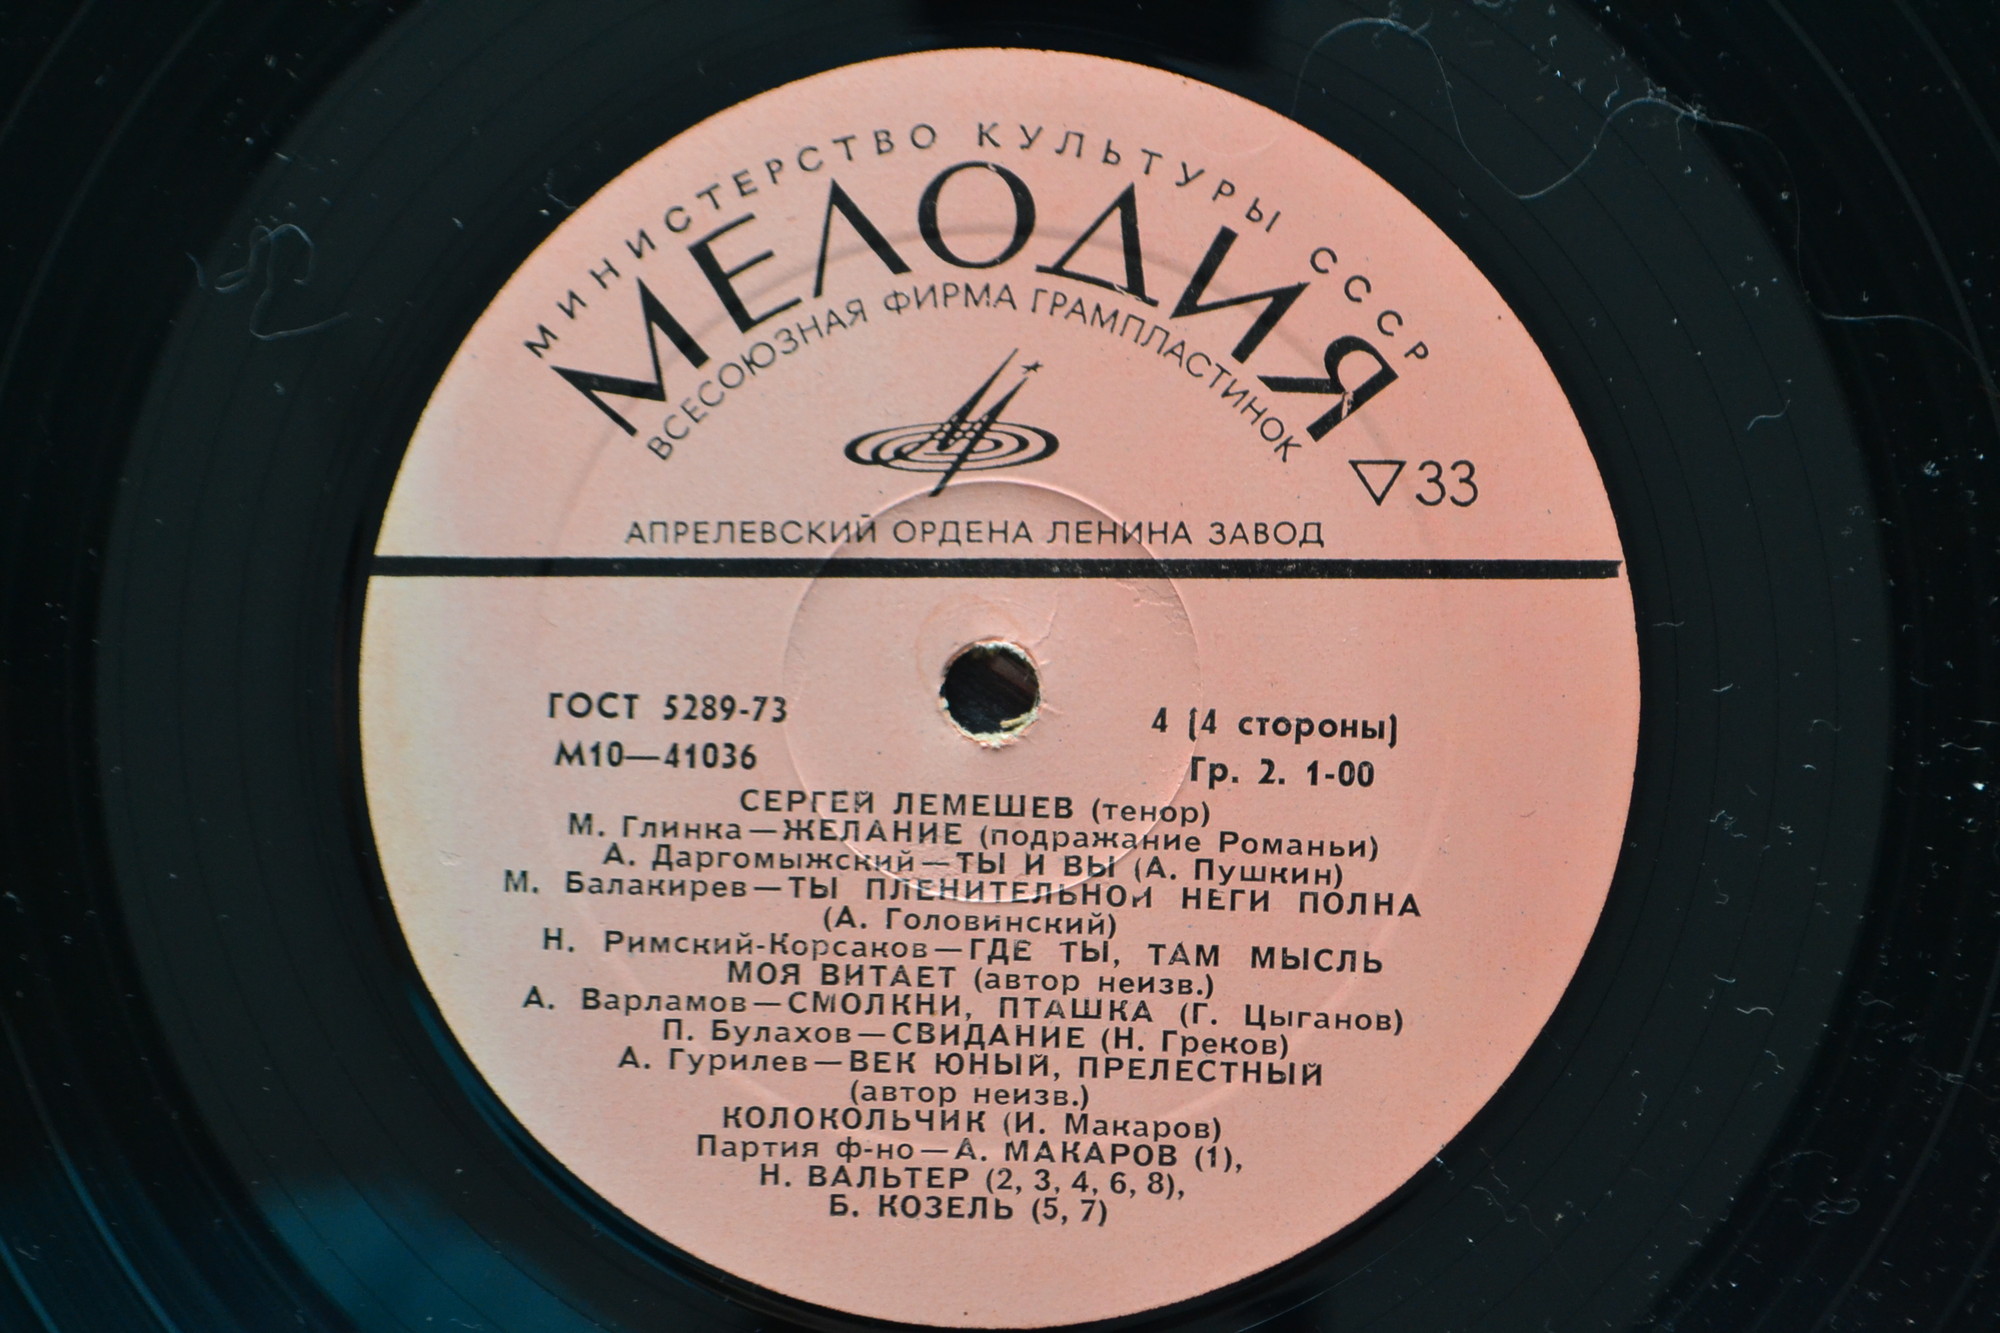 МИНИСТЕРСТВО КУЛЬТУРЫ СССР
МЕЛОДИЯ
ВСЕСОЮЗНАЯ ФИРМА ГРАМПЛАСТИНОК
▽33
АПРЕЛЕВСКИЙ ОРДЕНА ЛЕНИНА ЗАВОД
ГОСТ 5289-73
4 (4 стороны)
М10—41036
Гр. 2. 1-00
СЕРГЕЙ ЛЕМЕШЕВ (тенор)
М. Глинка—ЖЕЛАНИЕ (подражание Романьи)
А. Даргомыжский—ТЫ И ВЫ (А. Пушкин)
М. Балакирев—ТЫ ПЛЕНИТЕЛЬНОЙ НЕГИ ПОЛНА
(А. Головинский)
Н. Римский-Корсаков—ГДЕ ТЫ, ТАМ МЫСЛЬ
МОЯ ВИТАЕТ (автор неизв.)
А. Варламов—СМОЛКНИ, ПТАШКА (Г. Цыганов)
П. Булахов—СВИДАНИЕ (Н. Греков)
А. Гурилев—ВЕК ЮНЫЙ, ПРЕЛЕСТНЫЙ
(автор неизв.)
КОЛОКОЛЬЧИК (И. Макаров)
Партия ф-но—А. МАКАРОВ (1),
Н. ВАЛЬТЕР (2, 3, 4, 6, 8),
Б. КОЗЕЛЬ (5, 7)